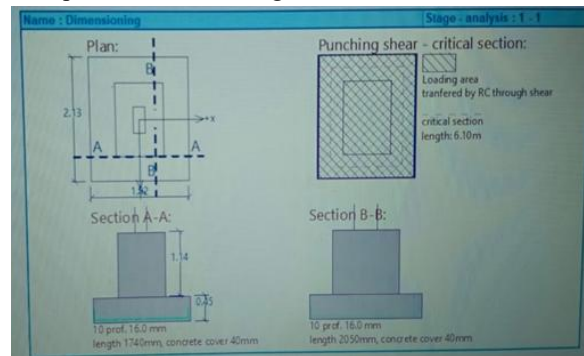 Name : Dimensioning
Stage - analysis : 1 - 1
Plan:
B
2.13
x
A
A
B
Punching shear - critical section:
Loading area
tranfered by RC through shear
critical section
length: 6.10m
Section A-A:
1.14
0.45
10 prof. 16.0 mm
length 1740mm, concrete cover 40mm
Section B-B:
10 prof. 16.0 mm
length 2050mm, concrete cover 40mm